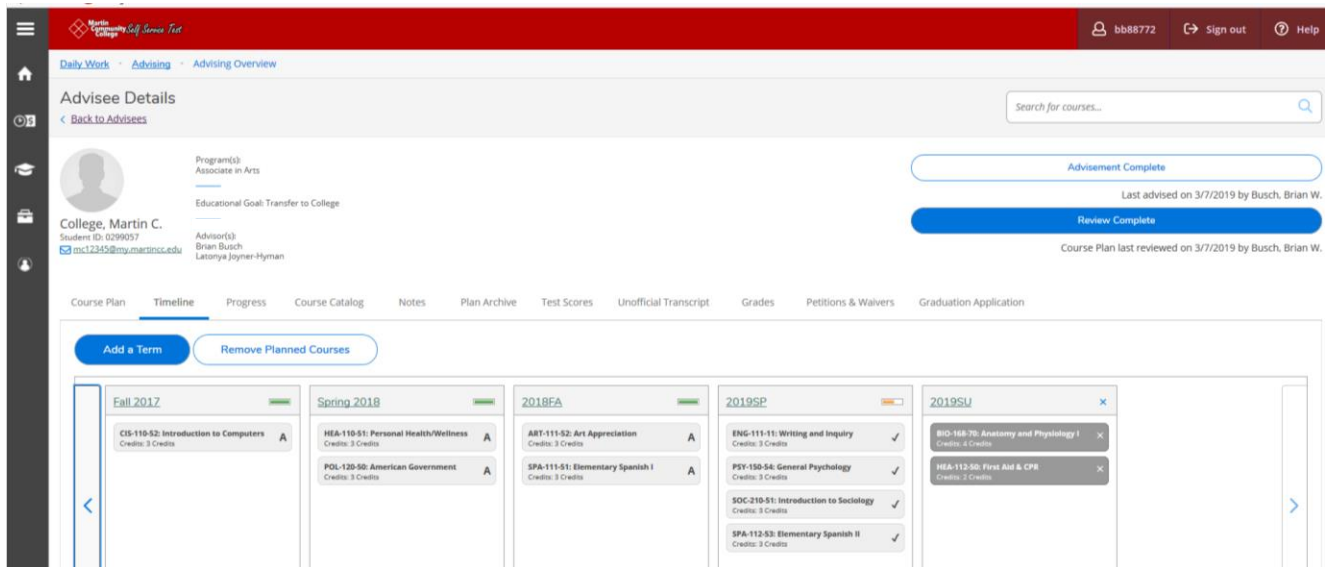 Martin
Community Self Service Test
College
bb88772
Sign out
Help
Daily Work
Advising
Advising Overview
Advisee Details
Back to Advisees
Search for courses...
Program(s):
Associate in Arts
Educational Goal: Transfer to College
Advisor(s):
Brian Busch
Latonya Joyner-Hyman
College, Martin C.
Student ID: 0299057
mc12345@my.martincc.edu
Advisement Complete
Last advised on 3/7/2019 by Busch, Brian W.
Review Complete
Course Plan last reviewed on 3/7/2019 by Busch, Brian W.
Course Plan
Timeline
Progress
Course Catalog
Notes
Plan Archive
Test Scores
Unofficial Transcript
Grades
Petitions & Waivers
Graduation Application
Add a Term
Remove Planned Courses
Fall 2017
CIS-110-52: Introduction to Computers A
Credits: 3 Credits
Spring 2018
HEA-110-51: Personal Health/Wellness A
Credits: 3 Credits
POL-120-50: American Government A
Credits: 3 Credits
2018FA
ART-111-52: Art Appreciation A
Credits: 3 Credits
SPA-111-51: Elementary Spanish I A
Credits: 3 Credits
2019SP
ENG-111-11: Writing and Inquiry
Credits: 3 Credits
PSY-150-54: General Psychology
Credits: 3 Credits
SOC-210-51: Introduction to Sociology
Credits: 3 Credits
SPA-112-53: Elementary Spanish II
Credits: 3 Credits
2019SU
BIO-168-70: Anatomy and Physiology I
Credits: 4 Credits
HEA-112-50: First Aid & CPR
Credits: 2 Credits